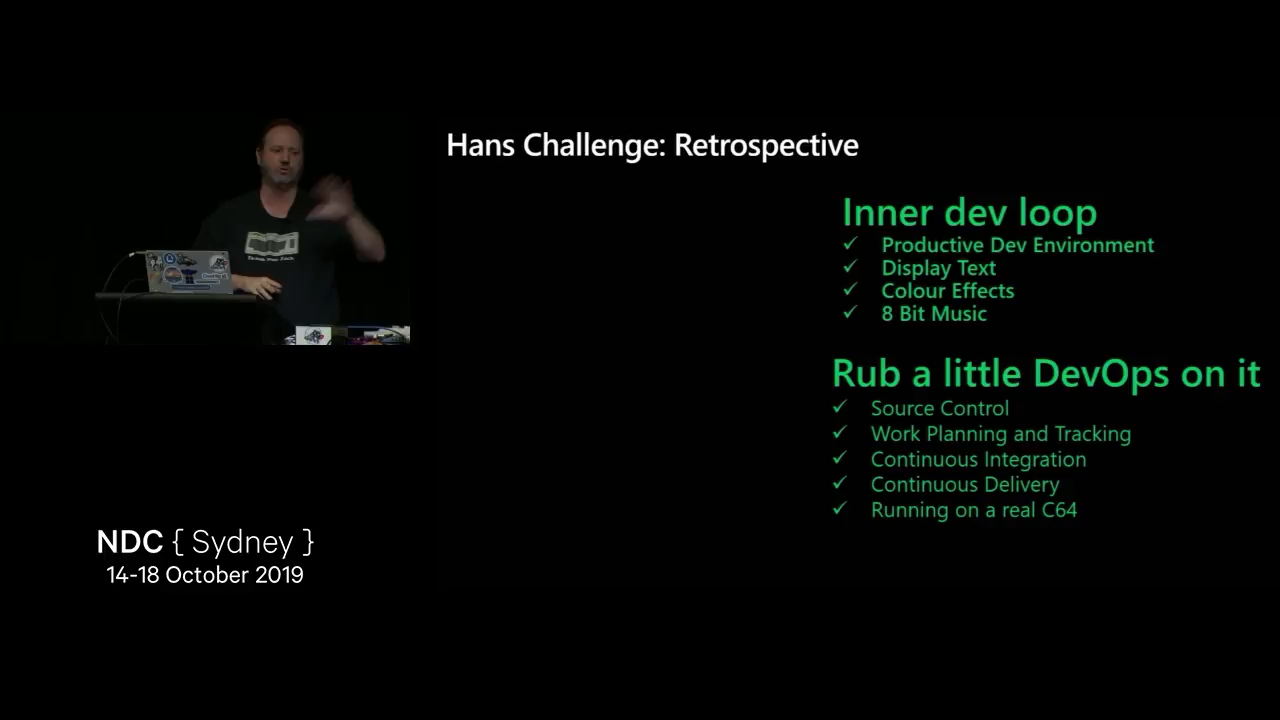 Hans Challenge: Retrospective
Inner dev loop
✓ Productive Dev Environment
✓ Display Text
✓ Colour Effects
✓ 8 Bit Music
Rub a little DevOps on it
✓ Source Control
✓ Work Planning and Tracking
✓ Continuous Integration
✓ Continuous Delivery
✓ Running on a real C64
NDC { Sydney }
14-18 October 2019